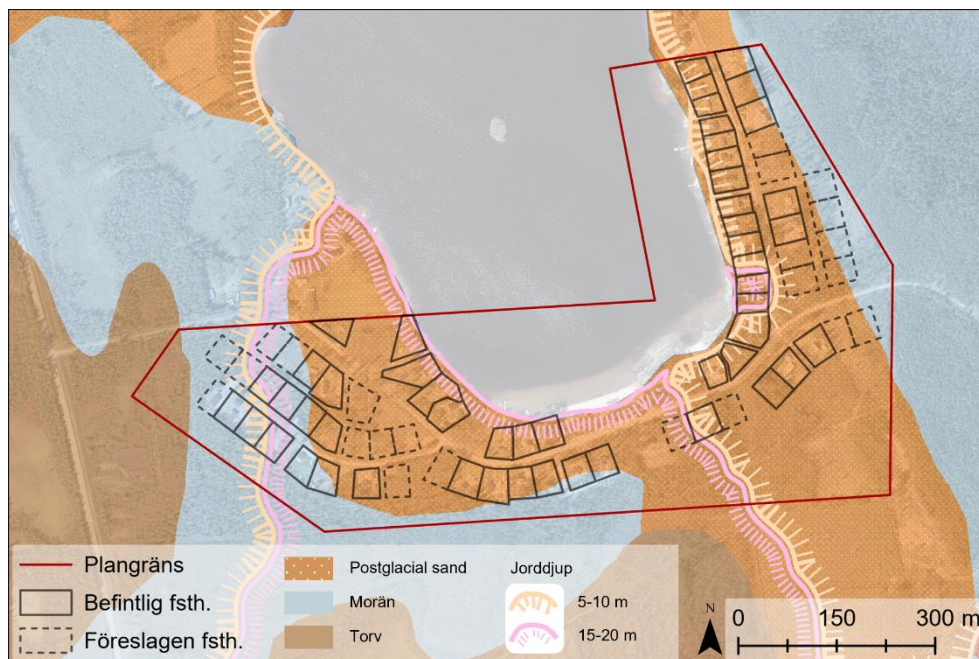 Plangräns
Befintlig fsth.
Föreslagen fsth.
Postglacial sand
Morän
Torv
Jorddjup
5-10 m
15-20 m
N
0 150 300 m